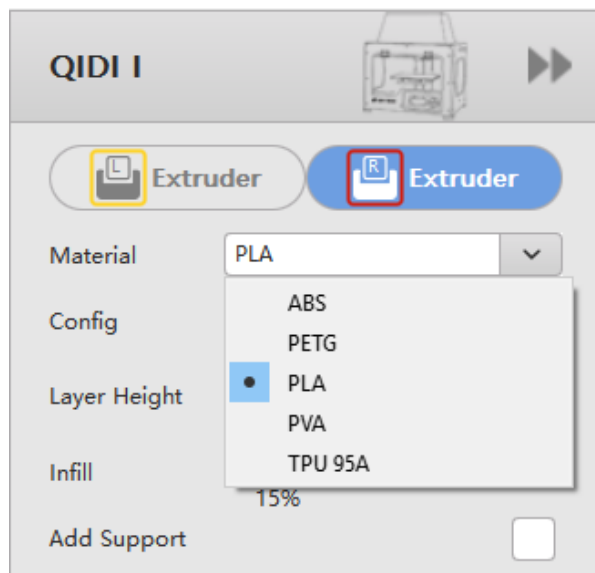 QIDI I
L Extruder R Extruder
Material PLA
ABS
Config
PETG
PLA
Layer Height
PVA
TPU 95A
Infill
15%
Add Support